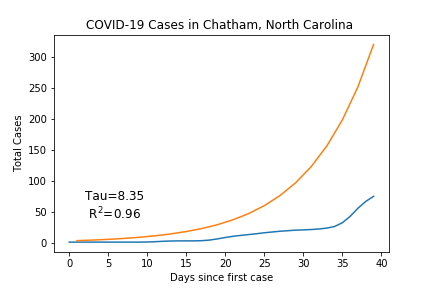 COVID-19 Cases in Chatham, North Carolina
Total Cases
300
250
200
150
100
50
0
Tau=8.35
R²=0.96
0 5 10 15 20 25 30 35 40
Days since first case